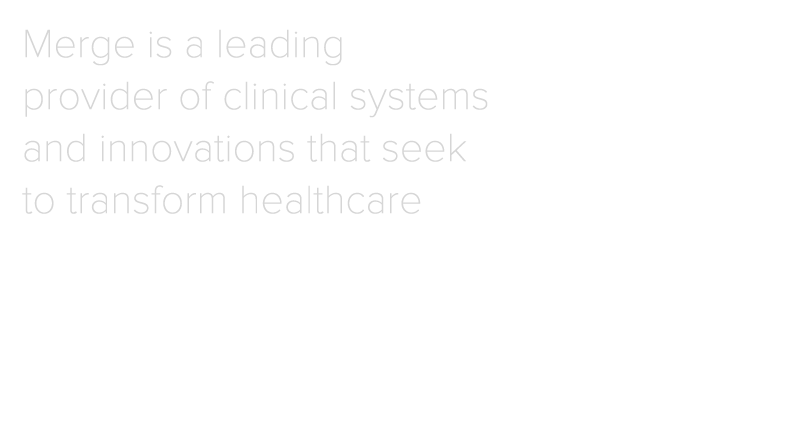 Merge is a leading
provider of clinical systems
and innovations that seek
to transform healthcare